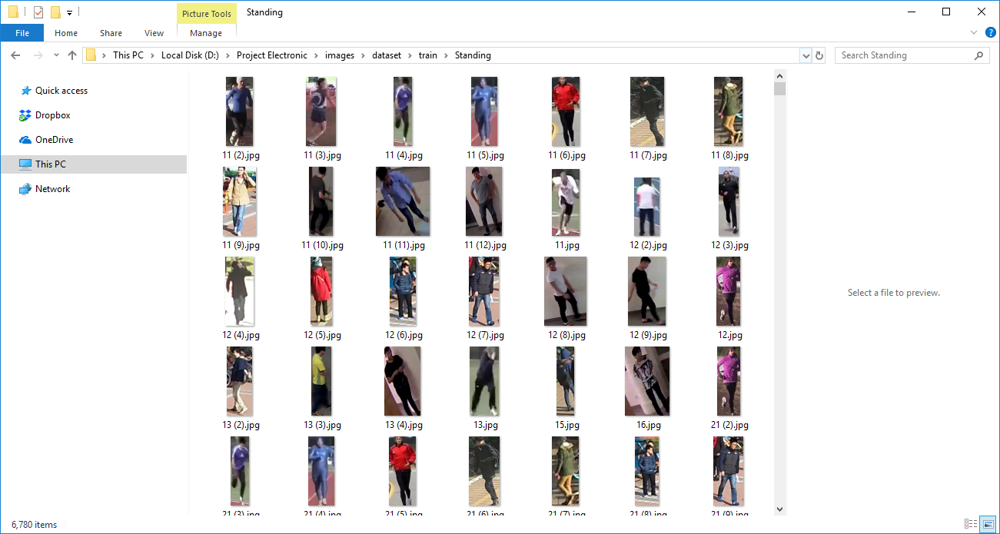 Picture Tools Standing
File Home Share View Manage
This PC Local Disk (D:) Project Electronic images dataset train Standing
Search Standing
Quick access
Dropbox
OneDrive
This PC
Network
11 (2).jpg 11 (3).jpg 11 (4).jpg 11 (5).jpg 11 (6).jpg 11 (7).jpg 11 (8).jpg
11 (9).jpg 11 (10).jpg 11 (11).jpg 11 (12).jpg 11.jpg 12 (2).jpg 12 (3).jpg
12 (4).jpg 12 (5).jpg 12 (6).jpg 12 (7).jpg 12 (8).jpg 12 (9).jpg 12.jpg
13 (2).jpg 13 (3).jpg 13 (4).jpg 13.jpg 15.jpg 16.jpg 21 (2).jpg
21 (3).jpg 21 (4).jpg 21 (5).jpg 21 (6).jpg 21 (7).jpg 21 (8).jpg 21 (9).jpg
Select a file to preview.
6,780 items